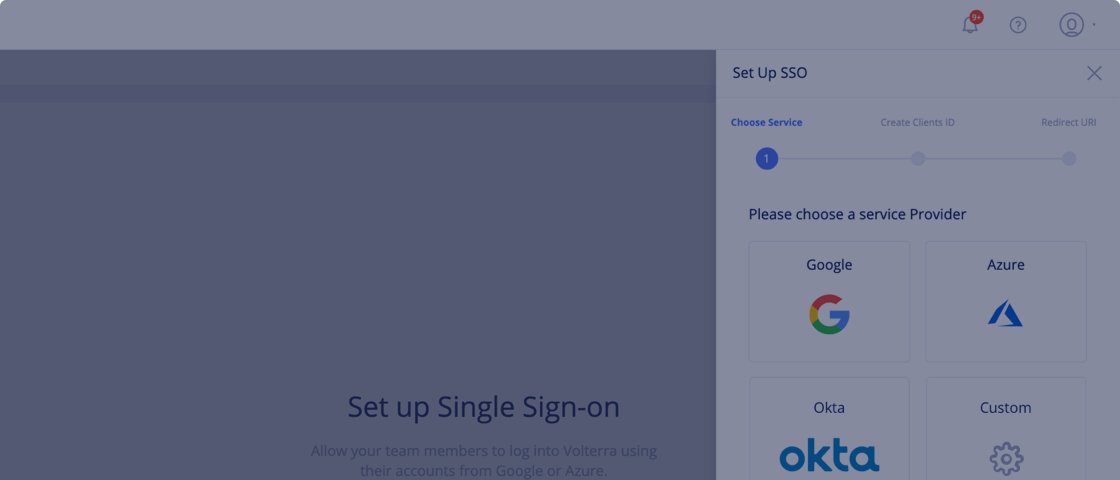 9+
?
Set Up SSO
Choose Service
Create Clients ID
Redirect URI
1
Please choose a service Provider
Google
Azure
G
Okta
Custom
okta
Set up Single Sign-on
Allow your team members to log into Volterra using
their accounts from Google or Azure.